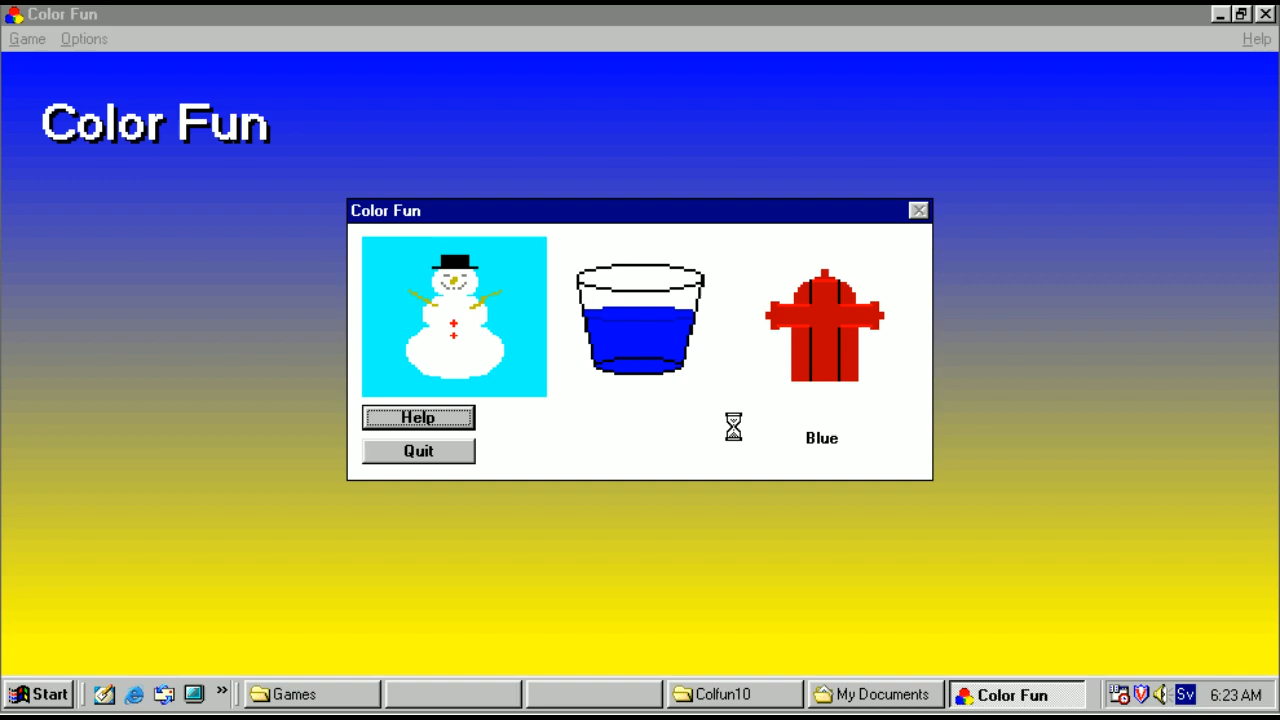 Color Fun
Game Options Help
Color Fun
Color Fun
Help
Quit
Blue
Start » Games Colfun10 My Documents Color Fun Sv 6:23 AM